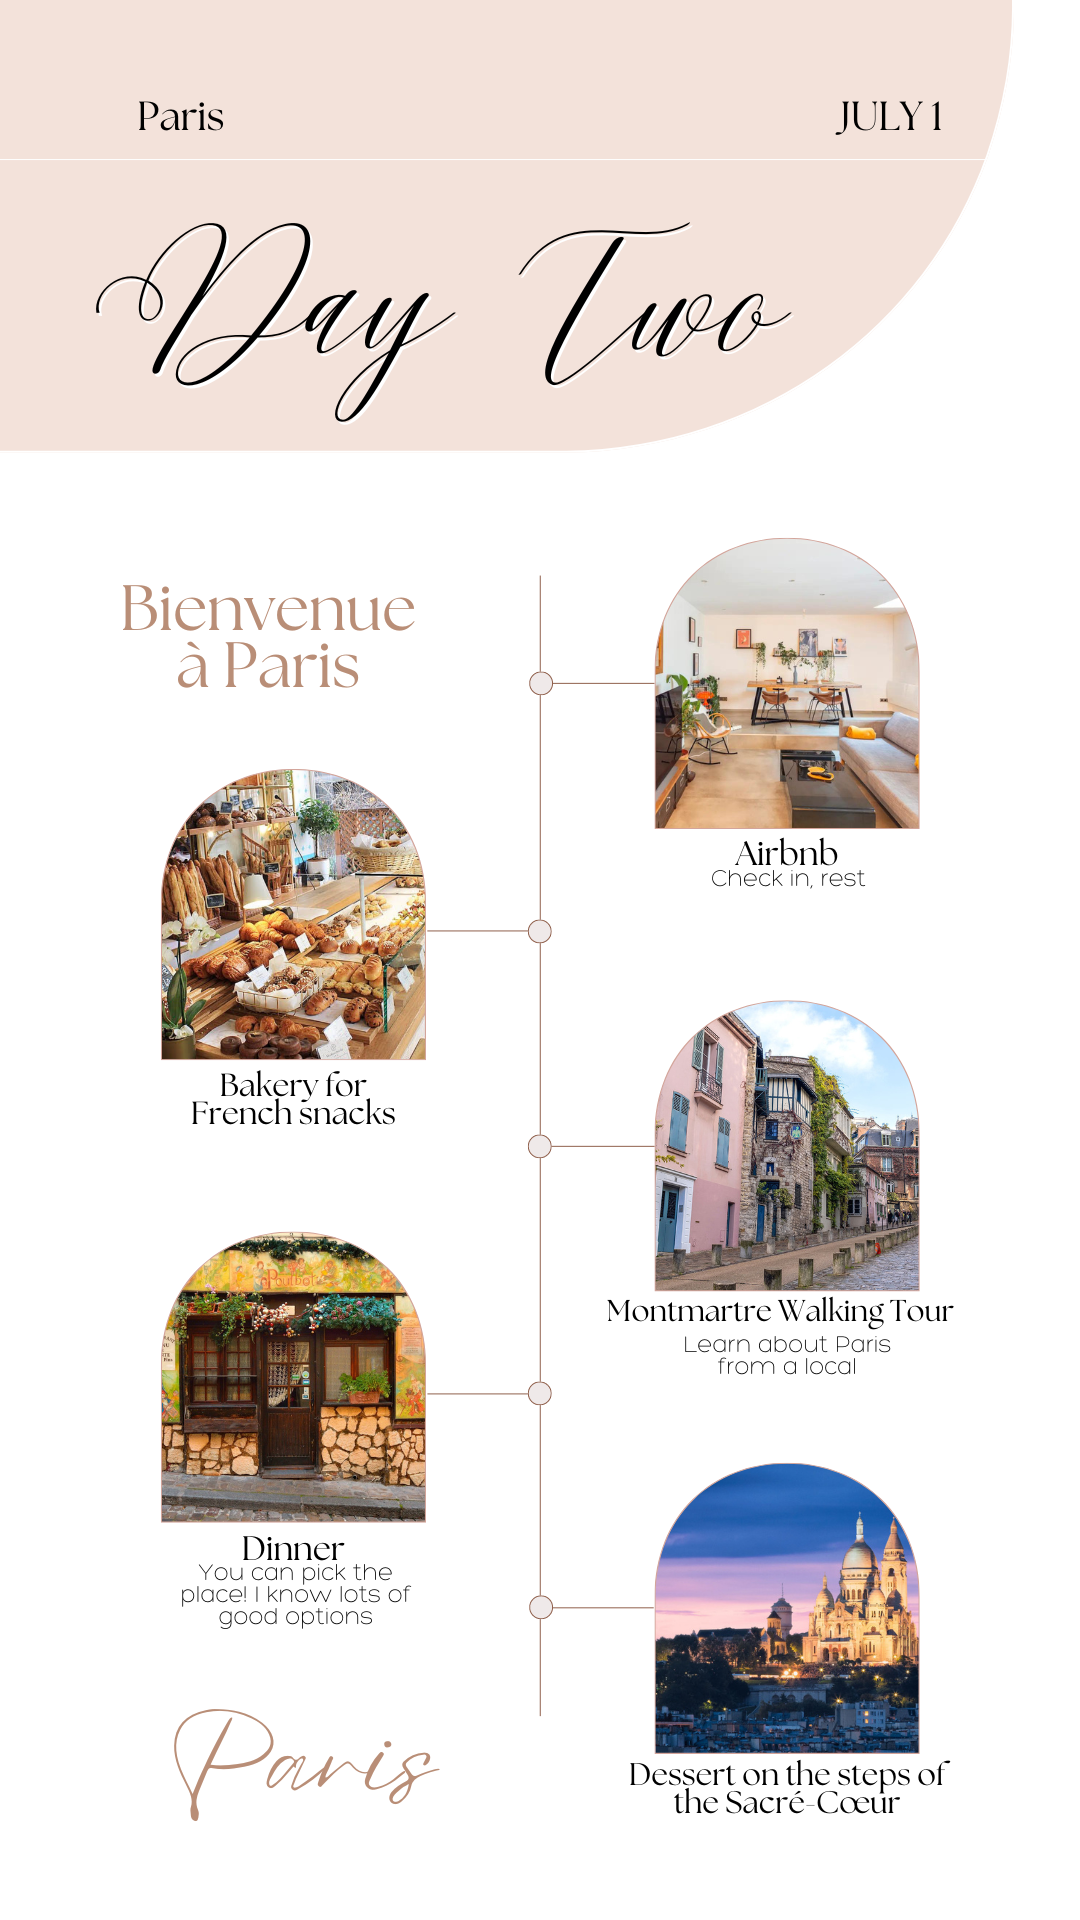 Paris
JULY 1
Day Two
Bienvenue
à Paris
Airbnb
Check in, rest
Bakery for
French snacks
Montmartre Walking Tour
Learn about Paris
from a local
Poulbot
Dinner
You can pick the
place! I know lots of
good options
Dessert on the steps of
the Sacré-Cœur
Paris